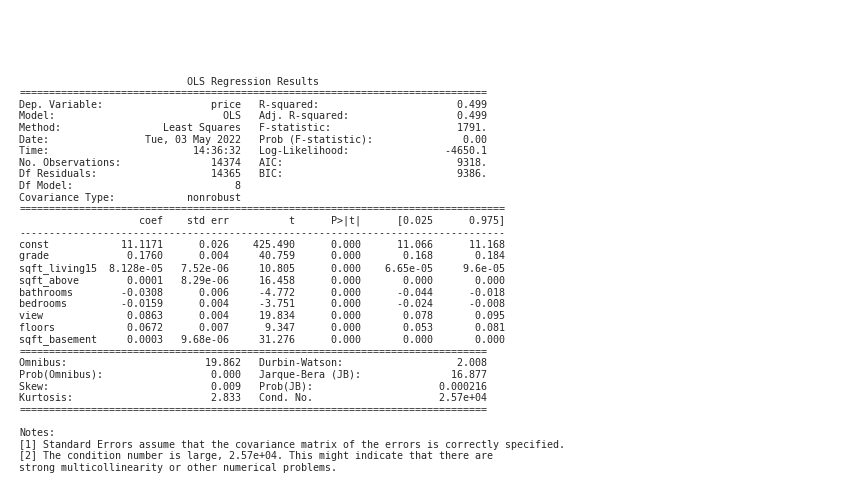 OLS Regression Results
==============================================================================
Dep. Variable:                  price   R-squared:                       0.499
Model:                            OLS   Adj. R-squared:                  0.499
Method:                 Least Squares   F-statistic:                     1791.
Date:                Tue, 03 May 2022   Prob (F-statistic):               0.00
Time:                        14:36:32   Log-Likelihood:                -4650.1
No. Observations:               14374   AIC:                             9318.
Df Residuals:                   14365   BIC:                             9386.
Df Model:                           8
Covariance Type:            nonrobust
=================================================================================
                    coef    std err          t      P>|t|      [0.025      0.975]
---------------------------------------------------------------------------------
const            11.1171      0.026    425.490      0.000      11.066      11.168
grade             0.1760      0.004     40.759      0.000       0.168       0.184
sqft_living15  8.128e-05   7.52e-06     10.805      0.000    6.65e-05     9.6e-05
sqft_above        0.0001   8.29e-06     16.458      0.000       0.000       0.000
bathrooms        -0.0308      0.006     -4.772      0.000      -0.044      -0.018
bedrooms         -0.0159      0.004     -3.751      0.000      -0.024      -0.008
view              0.0863      0.004     19.834      0.000       0.078       0.095
floors            0.0672      0.007      9.347      0.000       0.053       0.081
sqft_basement     0.0003   9.68e-06     31.276      0.000       0.000       0.000
==============================================================================
Omnibus:                       19.862   Durbin-Watson:                   2.008
Prob(Omnibus):                  0.000   Jarque-Bera (JB):               16.877
Skew:                           0.009   Prob(JB):                     0.000216
Kurtosis:                       2.833   Cond. No.                     2.57e+04
==============================================================================
Notes:
[1] Standard Errors assume that the covariance matrix of the errors is correctly specified.
[2] The condition number is large, 2.57e+04. This might indicate that there are
strong multicollinearity or other numerical problems.